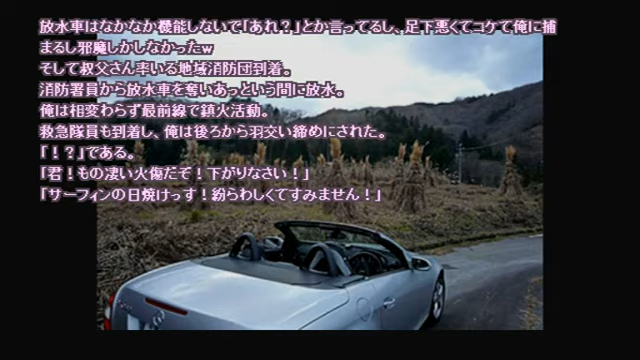 放水車はなかなか機能しないで「あれ？」とか言ってるし、足下悪くてコケて俺に捕
まるし邪魔しかしなかったｗ
そして叔父さん率いる地域消防団到着。
消防署員から放水車を奪いあっという間に放水。
俺は相変わらず最前線で鎮火活動。
救急隊員も到着し、俺は後ろから羽交い締めにされた。
「！？」である。
「君！もの凄い火傷だぞ！下がりなさい！」
「サーフィンの日焼けっす！紛らわしくてすみません！」